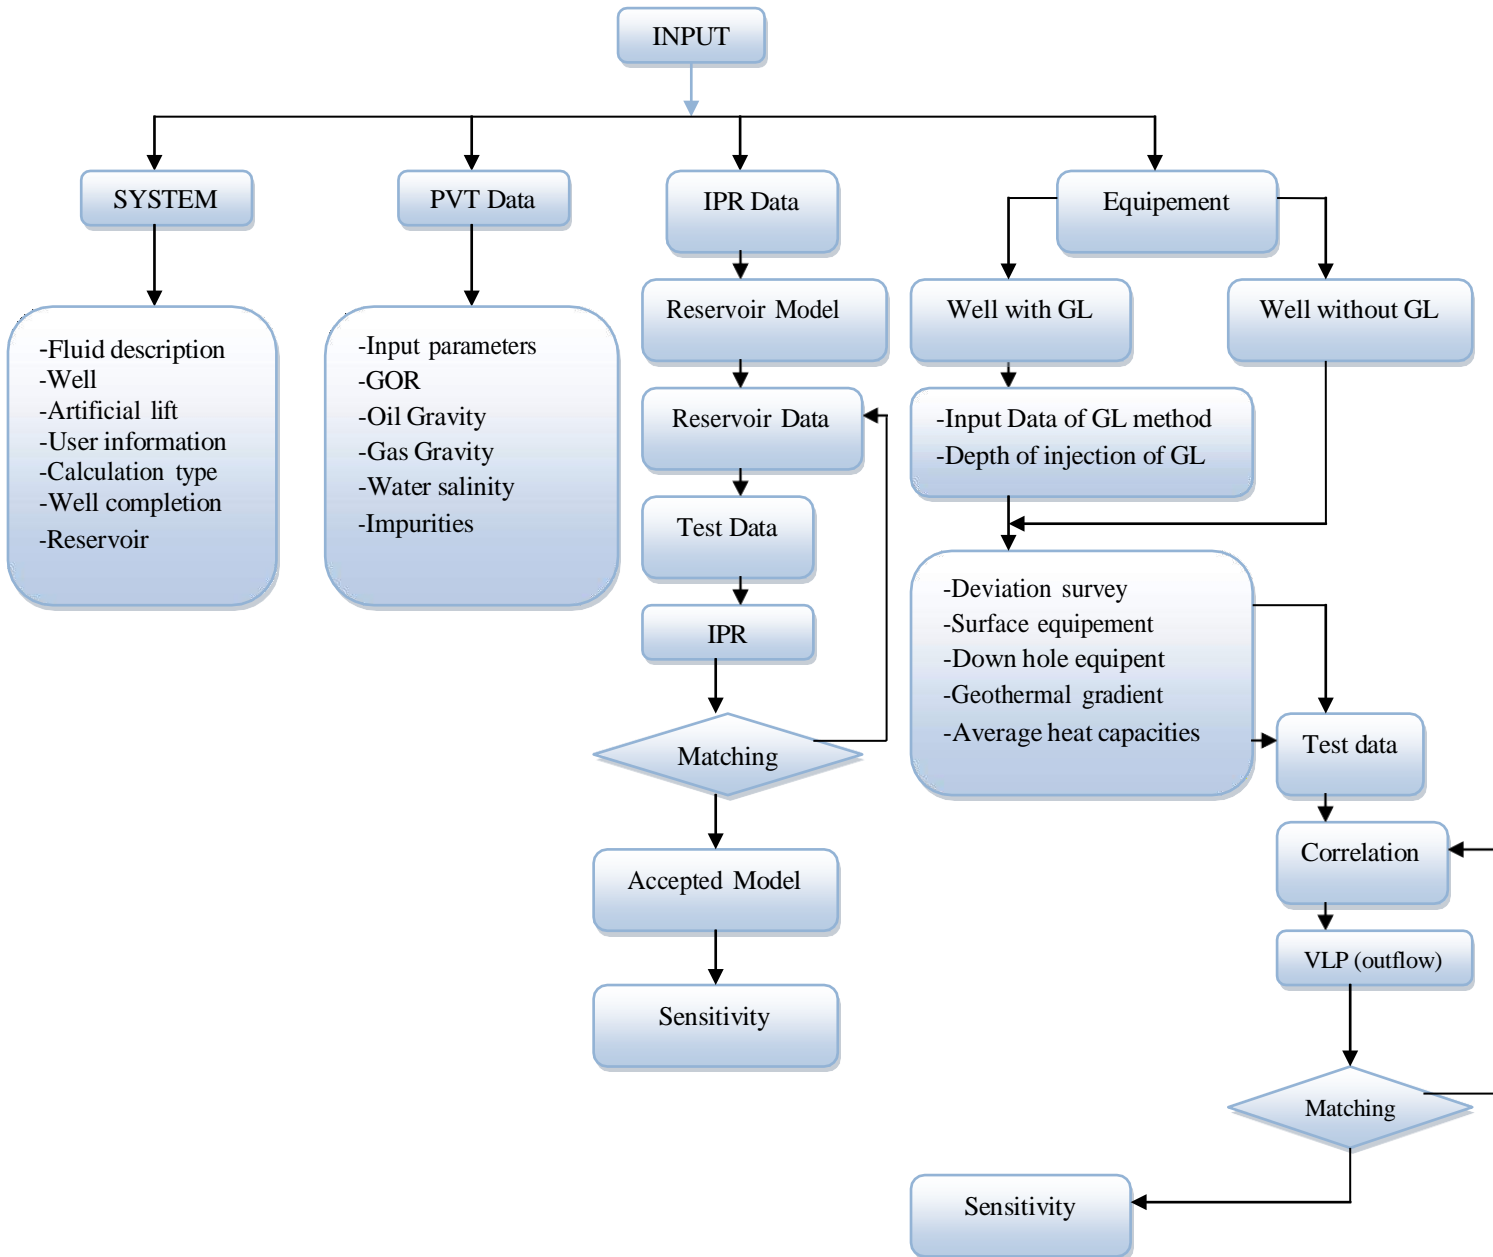 INPUT
SYSTEM
-Fluid description
-Well
-Artificial lift
-User information
-Calculation type
-Well completion
-Reservoir
PVT Data
-Input parameters
-GOR
-Oil Gravity
-Gas Gravity
-Water salinity
-Impurities
IPR Data
Reservoir Model
Reservoir Data
Test Data
IPR
Matching
Accepted Model
Sensitivity
Equipement
Well with GL
Well without GL
-Input Data of GL method
-Depth of injection of GL
-Deviation survey
-Surface equipement
-Down hole equipent
-Geothermal gradient
-Average heat capacities
Test data
Correlation
VLP (outflow)
Matching
Sensitivity